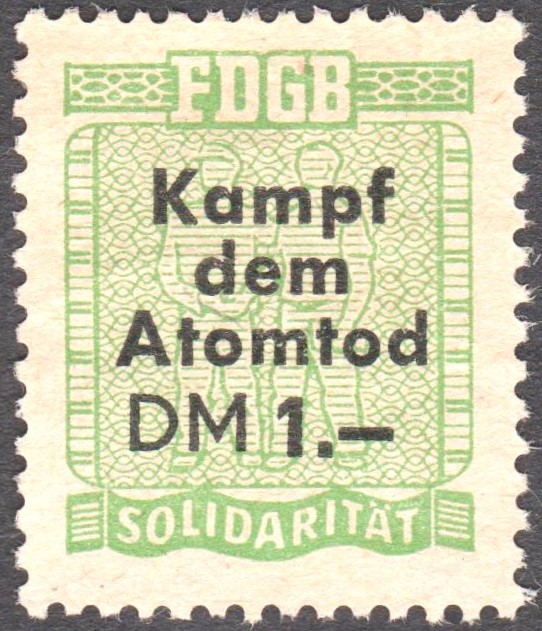 FDGB
Kampf
dem
Atomtod
DM 1.—
SOLIDARITÄT